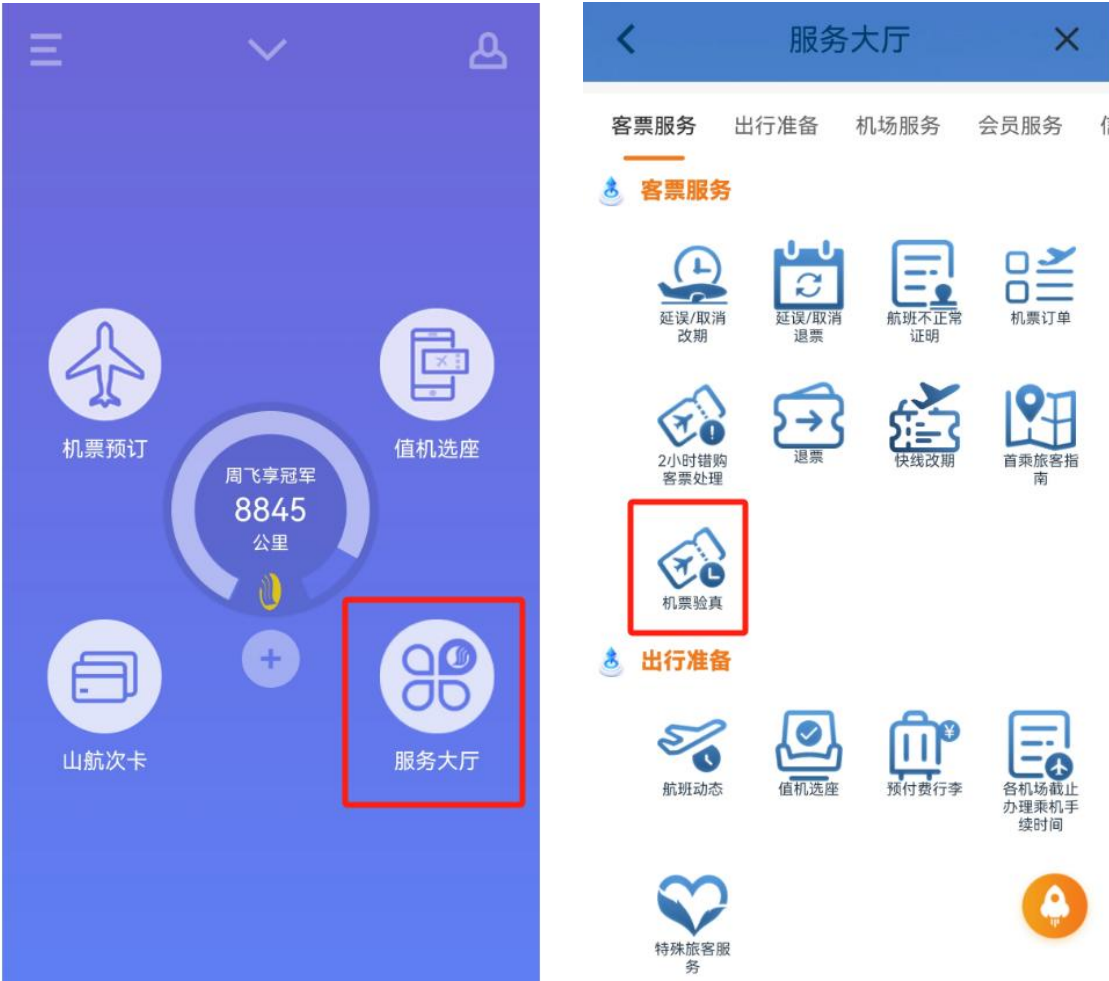 机票预订
值机选座
周飞享冠军
8845
公里
山航次卡
服务大厅
服务大厅
客票服务
出行准备
机场服务
会员服务
客票服务
延误/取消
改期
延误/取消
退票
航班不正常
证明
机票订单
2小时错购
客票处理
退票
快线改期
首乘旅客指
南
机票验真
出行准备
航班动态
值机选座
预付费行李
各机场截止
办理乘机手
续时间
特殊旅客服
务